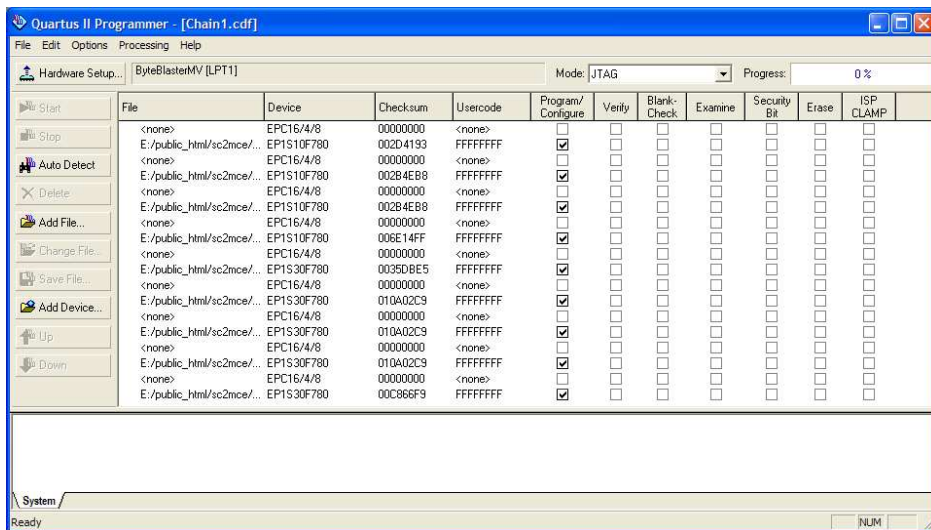 Quartus II Programmer - [Chain1.cdf]
File Edit Options Processing Help
Hardware Setup... ByteBlasterMV [LPT1] Mode: JTAG Progress: 0 %
Start
Stop
Auto Detect
Delete
Add File...
Change File...
Save File...
Add Device...
Up
Down
File Device Checksum Usercode Program/ Configure Verify Blank- Check Examine Security Bit Erase ISP CLAMP
<none> EPC16/4/8 00000000 <none>
E:/public_html/sc2mce/... EP1S10F780 002D4193 FFFFFFFF
<none> EPC16/4/8 00000000 <none>
E:/public_html/sc2mce/... EP1S10F780 002B4EB8 FFFFFFFF
<none> EPC16/4/8 00000000 <none>
E:/public_html/sc2mce/... EP1S10F780 002B4EB8 FFFFFFFF
<none> EPC16/4/8 00000000 <none>
E:/public_html/sc2mce/... EP1S10F780 006E14FF FFFFFFFF
<none> EPC16/4/8 00000000 <none>
E:/public_html/sc2mce/... EP1S30F780 0035DBE5 FFFFFFFF
<none> EPC16/4/8 00000000 <none>
E:/public_html/sc2mce/... EP1S30F780 010A02C9 FFFFFFFF
<none> EPC16/4/8 00000000 <none>
E:/public_html/sc2mce/... EP1S30F780 010A02C9 FFFFFFFF
<none> EPC16/4/8 00000000 <none>
E:/public_html/sc2mce/... EP1S30F780 010A02C9 FFFFFFFF
<none> EPC16/4/8 00000000 <none>
E:/public_html/sc2mce/... EP1S30F780 00C866F9 FFFFFFFF
System
Ready NUM